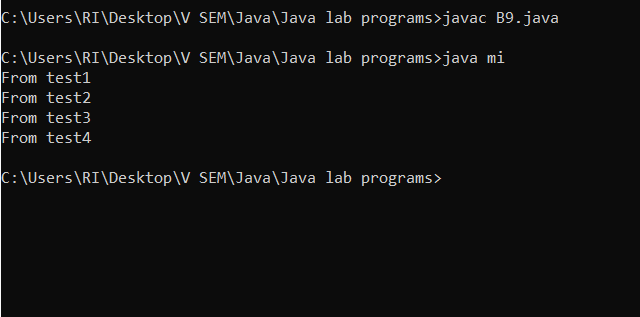 C:\Users\RI\Desktop\V SEM\Java\Java lab programs>javac B9.java
C:\Users\RI\Desktop\V SEM\Java\Java lab programs>java mi
From test1
From test2
From test3
From test4
C:\Users\RI\Desktop\V SEM\Java\Java lab programs>